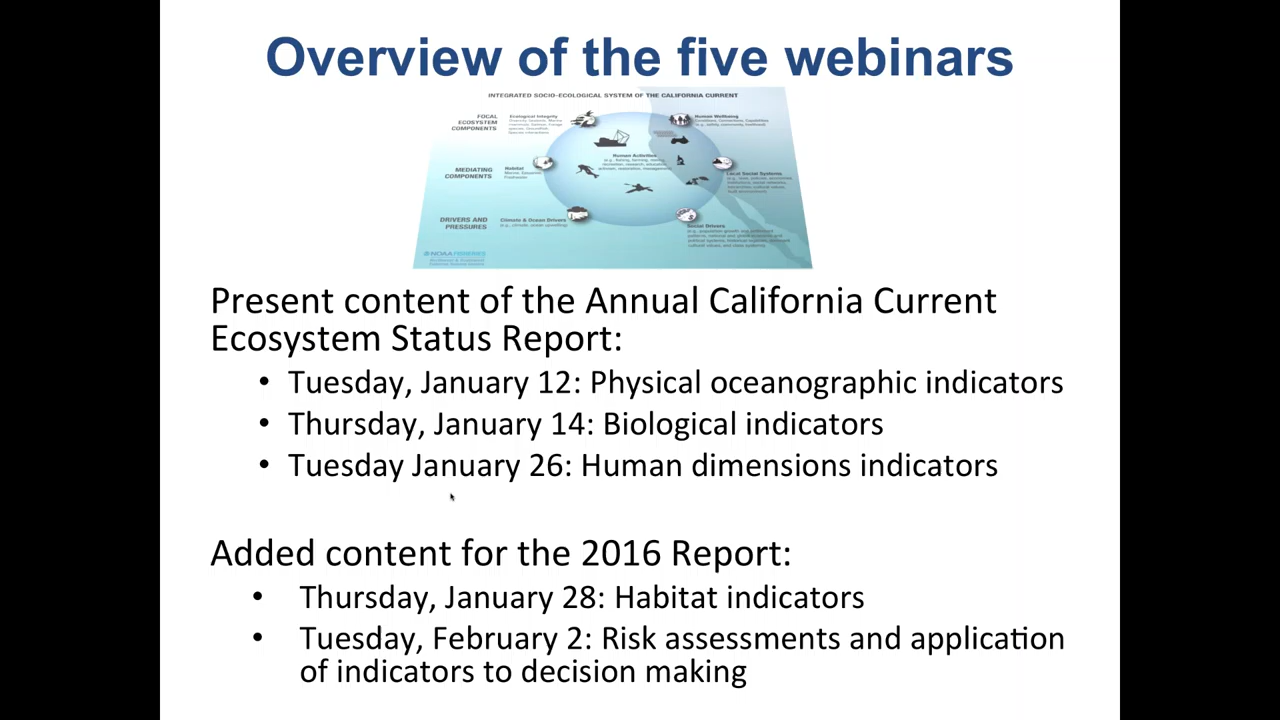 Overview of the five webinars
INTEGRATED SOCIO-ECOLOGICAL SYSTEM OF THE CALIFORNIA CURRENT
FOCAL
ECOSYSTEM
COMPONENTS
Ecological Integrity
Human Wellbeing
Human Activities
MEDIATING
COMPONENTS
Habitat
Local Social Systems
DRIVERS AND
PRESSURES
Climate & Ocean Drivers
(e.g., climate, ocean upwelling)
Social Drivers
NOAA FISHERIES
Present content of the Annual California Current
Ecosystem Status Report:
• Tuesday, January 12: Physical oceanographic indicators
• Thursday, January 14: Biological indicators
• Tuesday January 26: Human dimensions indicators
Added content for the 2016 Report:
• Thursday, January 28: Habitat indicators
• Tuesday, February 2: Risk assessments and application
of indicators to decision making